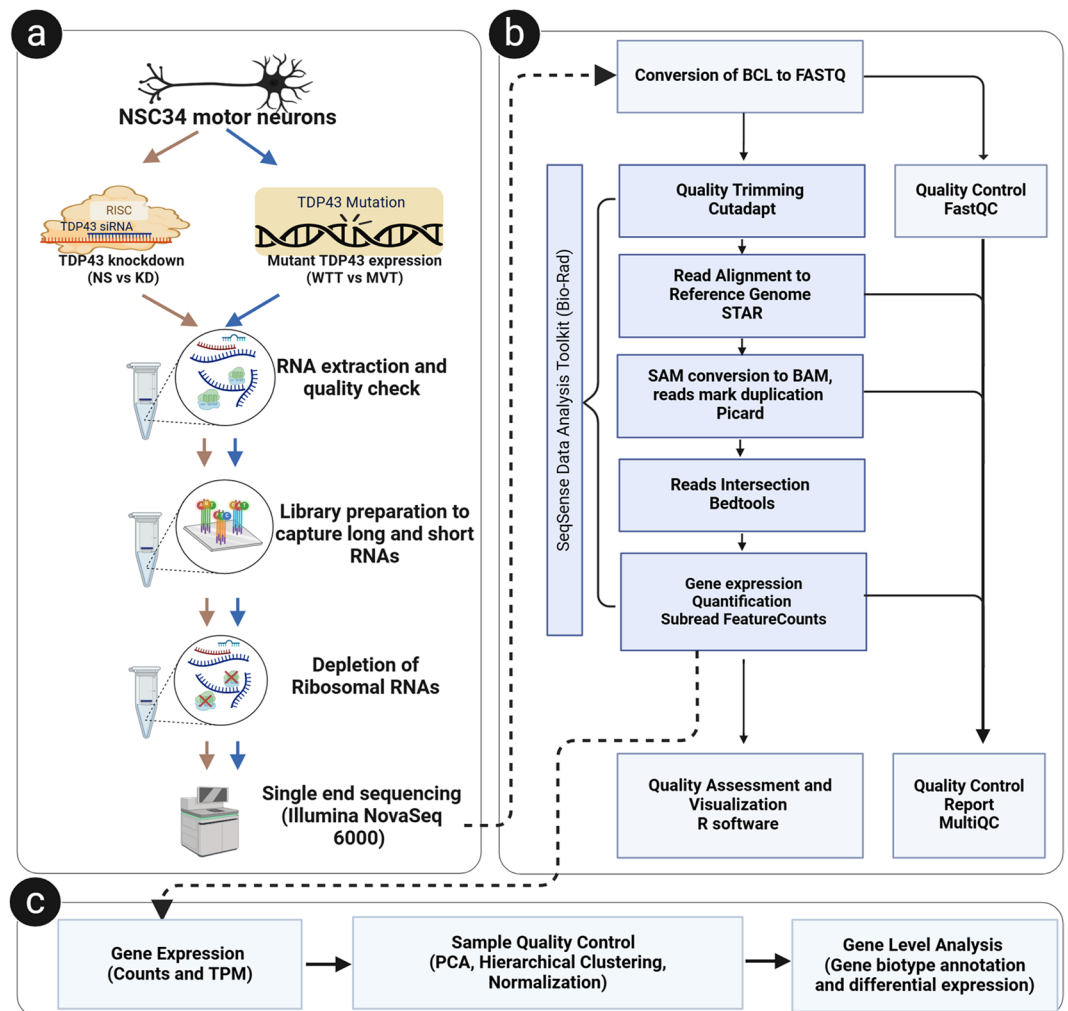 a
NSC34 motor neurons
RISC
TDP43 siRNA
TDP43 knockdown
(NS vs KD)
TDP43 Mutation
Mutant TDP43 expression
(WTT vs MVT)
RNA extraction and
quality check
Library preparation to
capture long and short
RNAs
Depletion of
Ribosomal RNAs
Single end sequencing
(Illumina NovaSeq
6000)
b
Conversion of BCL to FASTQ
SeqSense Data Analysis Toolkit (Bio-Rad)
Quality Trimming
Cutadapt
Quality Control
FastQC
Read Alignment to
Reference Genome
STAR
SAM conversion to BAM,
reads mark duplication
Picard
Reads Intersection
Bedtools
Gene expression
Quantification
Subread FeatureCounts
Quality Assessment and
Visualization
R software
Quality Control
Report
MultiQC
c
Gene Expression
(Counts and TPM)
Sample Quality Control
(PCA, Hierarchical Clustering,
Normalization)
Gene Level Analysis
(Gene biotype annotation
and differential expression)